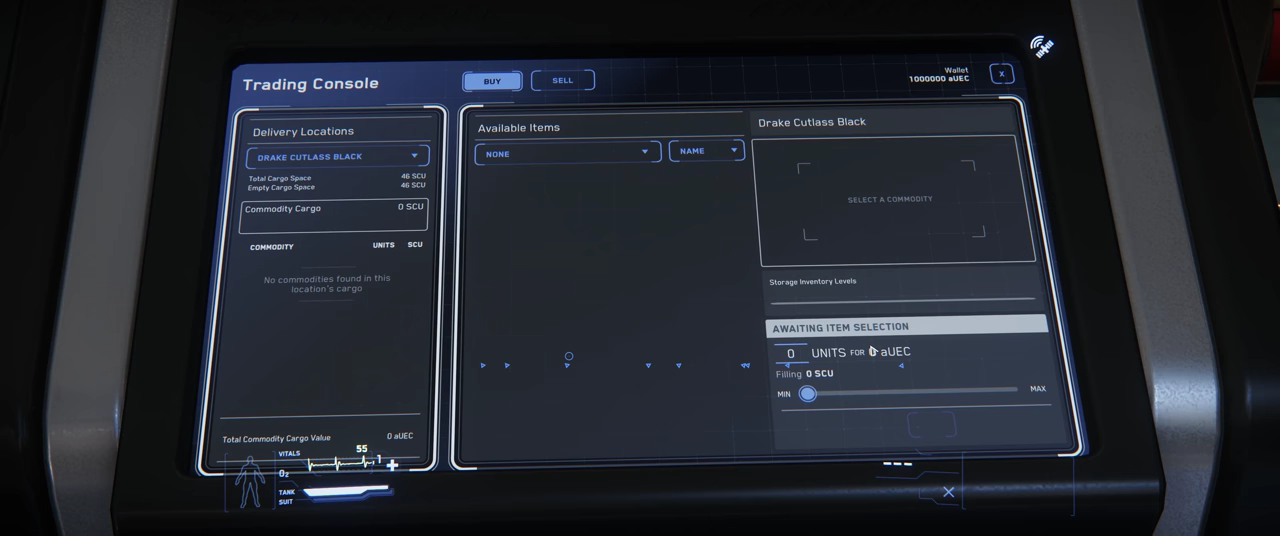 Trading Console
BUY
SELL
Wallet
1000000 aUEC
X
Delivery Locations
DRAKE CUTLASS BLACK
Total Cargo Space 46 SCU
Empty Cargo Space 46 SCU
Commodity Cargo 0 SCU
COMMODITY UNITS SCU
No commodities found in this
location's cargo
Total Commodity Cargo Value 0 aUEC
Available Items
NONE
NAME
Drake Cutlass Black
SELECT A COMMODITY
Storage Inventory Levels
AWAITING ITEM SELECTION
0 UNITS FOR 0 aUEC
Filling 0 SCU
MIN MAX
VITALS 55
O₂
TANK
SUIT